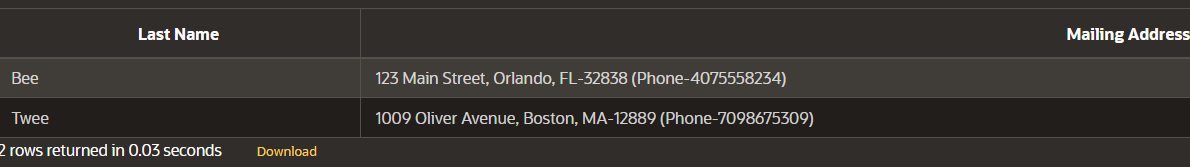 Last Name Mailing Address
Bee 123 Main Street, Orlando, FL-32838 (Phone-4075558234)
Twee 1009 Oliver Avenue, Boston, MA-12889 (Phone-7098675309)
2 rows returned in 0.03 seconds Download